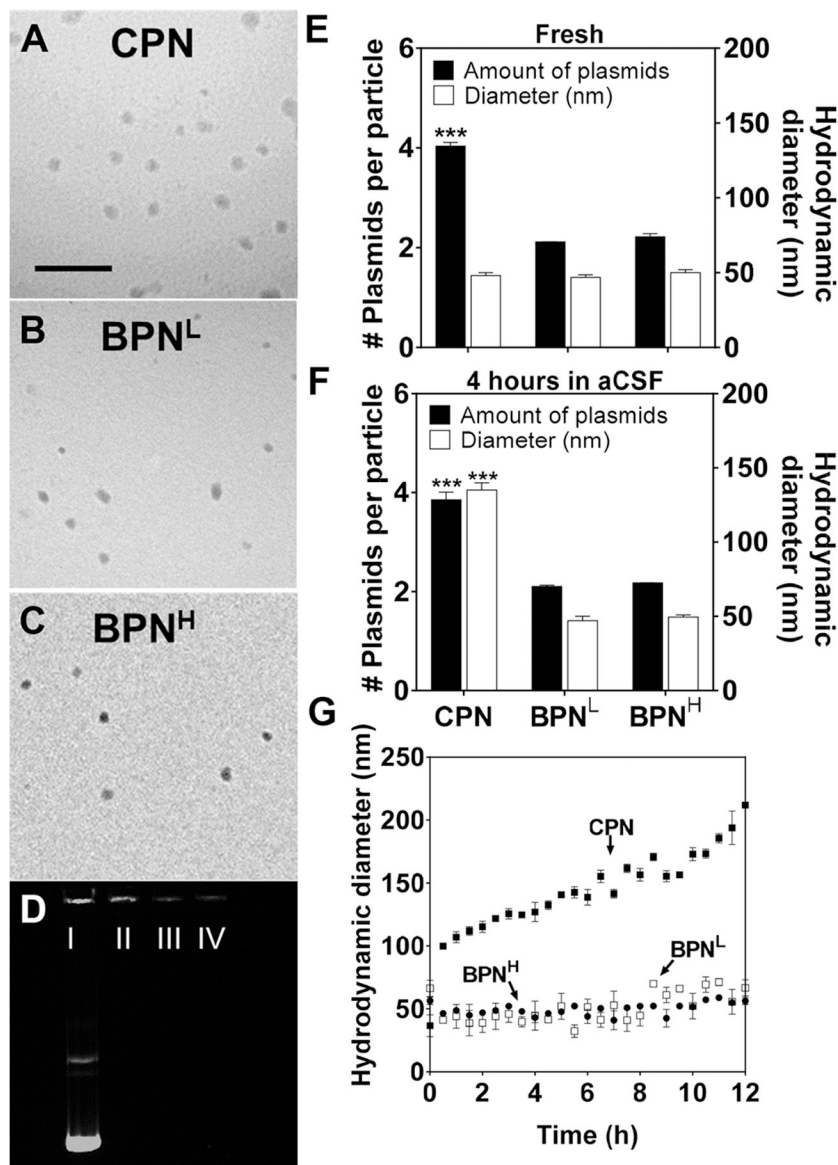 A
CPN
B
BPN^L
C
BPN^H
D
I II III IV
E
Fresh
Amount of plasmids
Diameter (nm)
***
# Plasmids per particle
6
4
2
0
Hydrodynamic
diameter (nm)
200
150
100
50
0
F
4 hours in aCSF
Amount of plasmids
Diameter (nm)
*** ***
# Plasmids per particle
6
4
2
0
Hydrodynamic
diameter (nm)
200
150
100
50
0
CPN BPN^L BPN^H
G
Hydrodynamic diameter (nm)
250
200
150
100
50
0
CPN
BPN^H
BPN^L
0 2 4 6 8 10 12
Time (h)